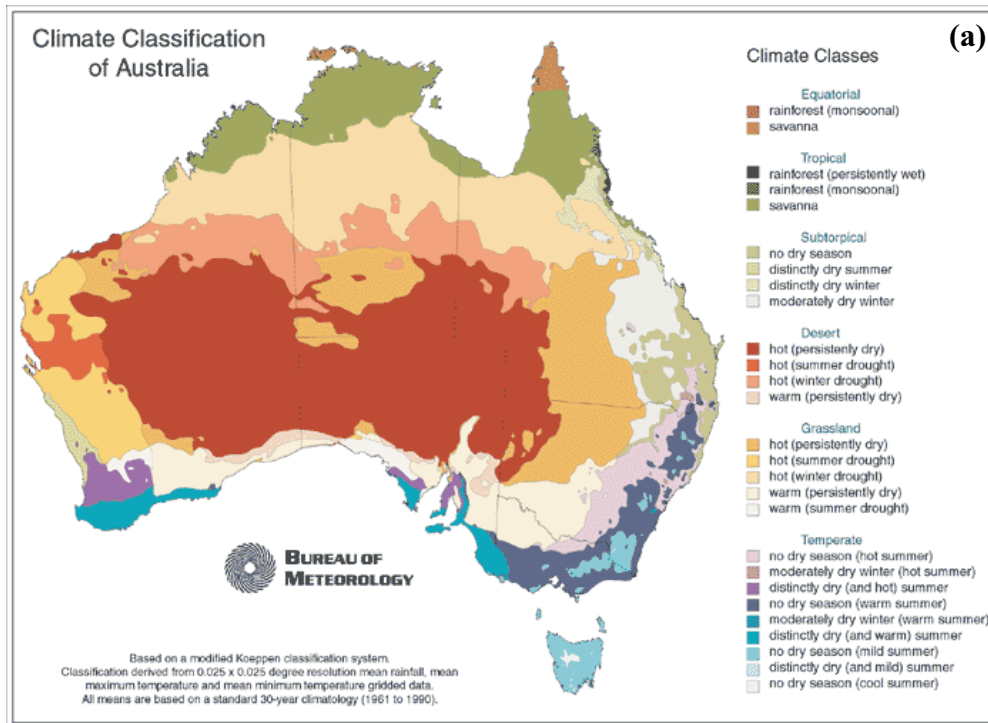 Climate Classification
of Australia
(a)
Climate Classes
Equatorial
rainforest (monsoonal)
savanna
Tropical
rainforest (persistently wet)
rainforest (monsoonal)
savanna
Subtorpical
no dry season
distinctly dry summer
distinctly dry winter
moderately dry winter
Desert
hot (persistenly dry)
hot (summer drought)
hot (winter drought)
warm (persistently dry)
Grassland
hot (persistently dry)
hot (summer drought)
hot (winter drought)
warm (persistently dry)
warm (summer drought)
Temperate
no dry season (hot summer)
moderately dry winter (hot summer)
distinctly dry (and hot) summer
no dry season (warm summer)
moderately dry winter (warm summer)
distinctly dry (and warm) summer
no dry season (mild summer)
distinctly dry (and mild) summer
no dry season (cool summer)
BUREAU OF
METEOROLOGY
Based on a modified Koeppen classification system.
Classification derived from 0.025 x 0.025 degree resolution mean rainfall, mean
maximum temperature and mean minimum temperature gridded data.
All means are based on a standard 30-year climatology (1961 to 1990).